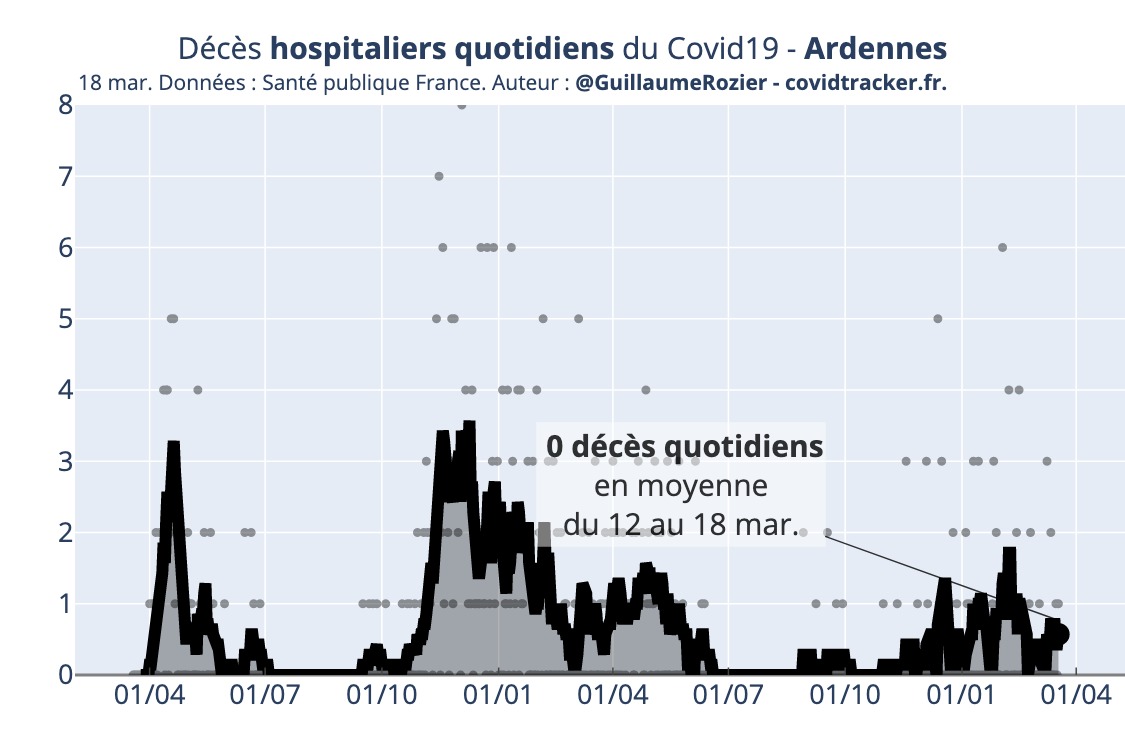 Décès hospitaliers quotidiens du Covid19 - Ardennes
18 mar. Données : Santé publique France. Auteur : @GuillaumeRozier - covidtracker.fr.
8
7
6
5
4
3
2
1
0
0 décès quotidiens
en moyenne
du 12 au 18 mar.
01/04 01/07 01/10 01/01 01/04 01/07 01/10 01/01 01/04